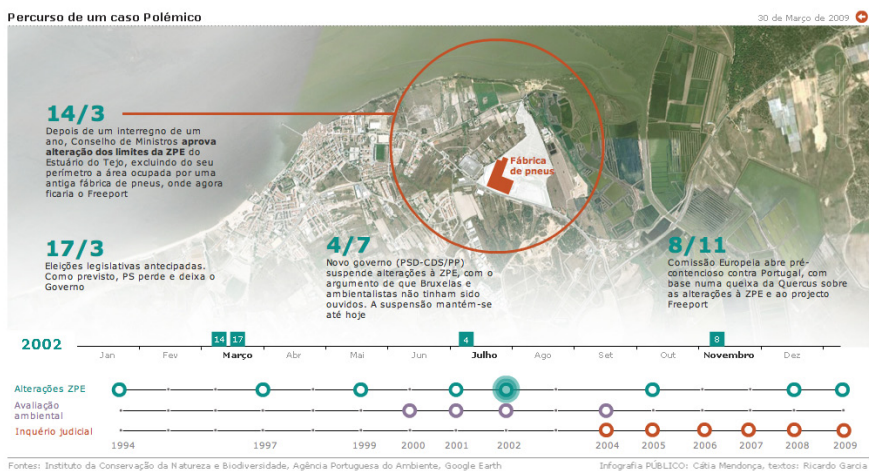 Percurso de um caso Polémico
30 de Março de 2009
14/3
Depois de um interregno de um
ano, Conselho de Ministros aprova
alteração dos limites da ZPE do
Estuário do Tejo, excluindo do seu
perímetro a área ocupada por uma
antiga fábrica de pneus, onde agora
ficaria o Freeport
Fábrica
de pneus
17/3
Eleições legislativas antecipadas.
Como previsto, PS perde e deixa o
Governo
4/7
Novo governo (PSD-CDS/PP)
suspende alterações à ZPE, com o
argumento de que Bruxelas e
ambientalistas não tinham sido
ouvidos. A suspensão mantém-se
até hoje
8/11
Comissão Europeia abre pré-
contencioso contra Portugal, com
base numa queixa da Quercus sobre
as alterações à ZPE e ao projecto
Freeport
14 17 4 8
2002
Jan Fev Março Abr Mai Jun Julho Ago Set Out Novembro Dez
Alterações ZPE
Avaliação
ambiental
Inquério judicial
1994 1997 1999 2000 2001 2002 2004 2005 2006 2007 2008 2009
Fontes: Instituto da Conservação da Natureza e Biodiversidade, Agência Portuguesa do Ambiente, Google Earth
Infografia PÚBLICO: Cátia Mendonça, textos: Ricardo Garcia